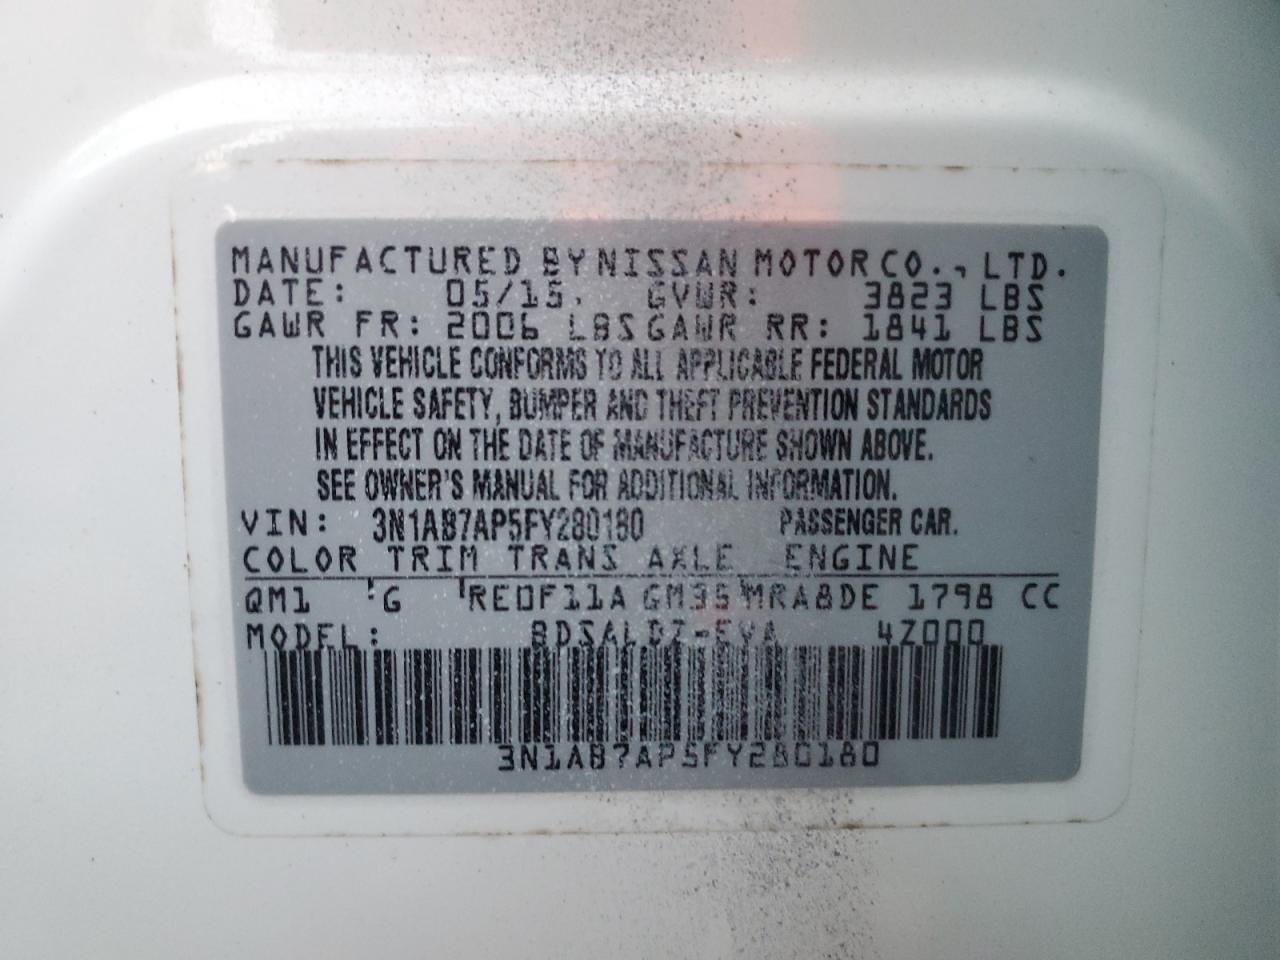 MANUFACTURED BY NISSAN MOTOR CO., LTD.
DATE: 05/15. GVWR: 3823 LBS
GAWR FR: 2006 LBS GAWR RR: 1841 LBS
THIS VEHICLE CONFORMS TO ALL APPLICABLE FEDERAL MOTOR
VEHICLE SAFETY, BUMPER AND THEFT PREVENTION STANDARDS
IN EFFECT ON THE DATE OF MANUFACTURE SHOWN ABOVE.
SEE OWNER'S MANUAL FOR ADDITIONAL INFORMATION.
VIN: 3N1AB7AP5FY280180 PASSENGER CAR.
COLOR TRIM TRANS AXLE ENGINE
QM1 G RE0F11A GM35 MRA8DE 1798 CC
MODEL: BDSALDZ-EVA 4Z000
3N1AB7AP5FY280180